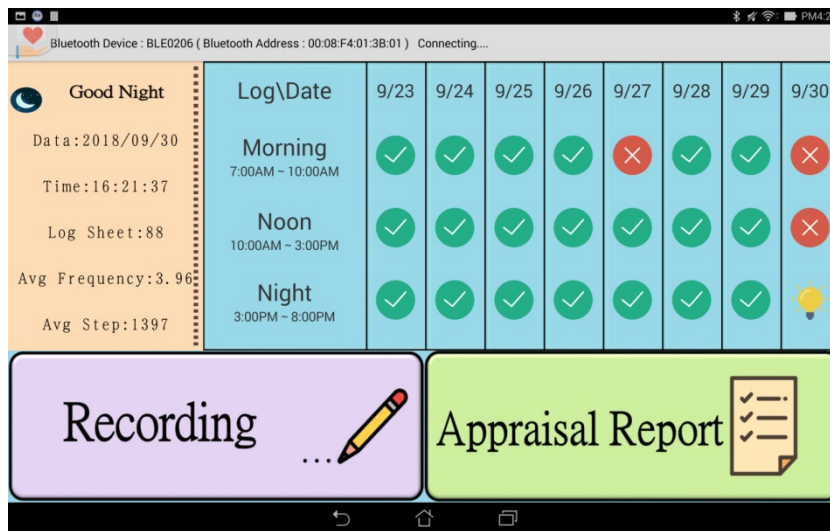 PM4:2
Bluetooth Device : BLE0206 ( Bluetooth Address : 00:08:F4:01:3B:01 ) Connecting....
Good Night
Data:2018/09/30
Time:16:21:37
Log Sheet:88
Avg Frequency:3.96
Avg Step:1397
Log\Date 9/23 9/24 9/25 9/26 9/27 9/28 9/29 9/30
Morning
7:00AM ~ 10:00AM
Noon
10:00AM ~ 3:00PM
Night
3:00PM ~ 8:00PM
Recording ...
Appraisal Report